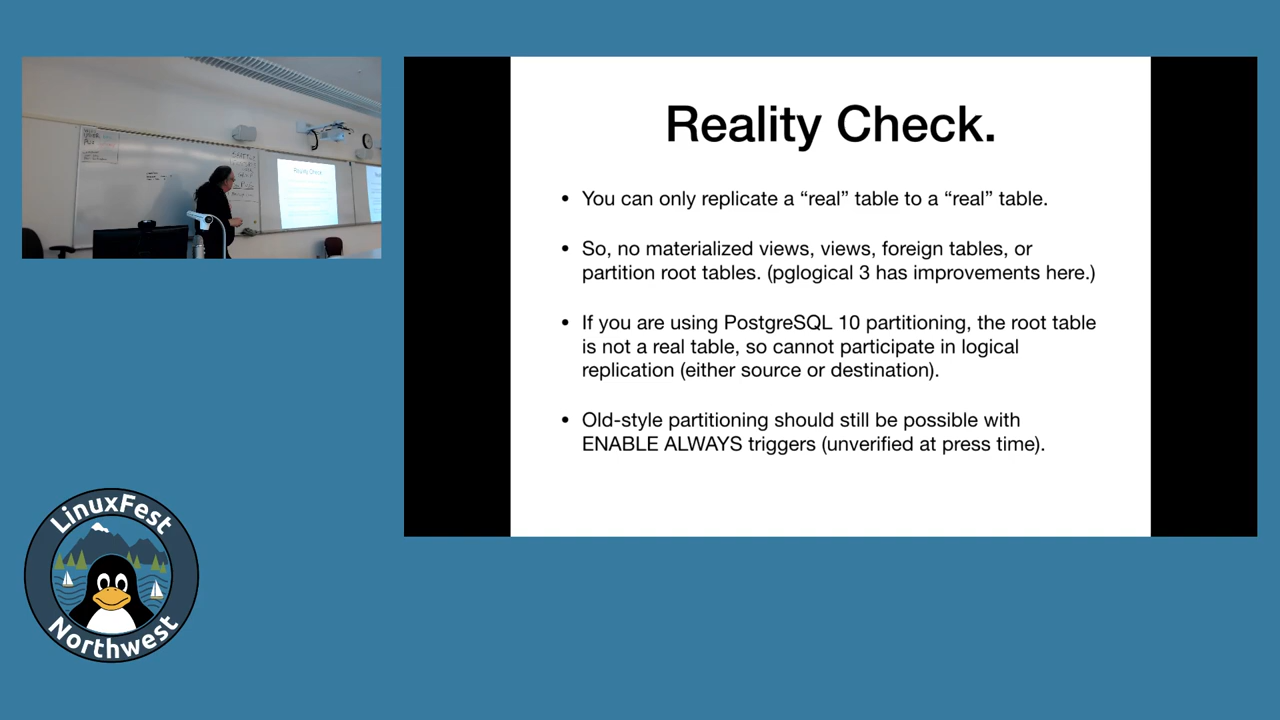 Reality Check.
• You can only replicate a “real” table to a “real” table.
• So, no materialized views, views, foreign tables, or
partition root tables. (pglogical 3 has improvements here.)
• If you are using PostgreSQL 10 partitioning, the root table
is not a real table, so cannot participate in logical
replication (either source or destination).
• Old-style partitioning should still be possible with
ENABLE ALWAYS triggers (unverified at press time).
Reality Check.
LinuxFest
Northwest